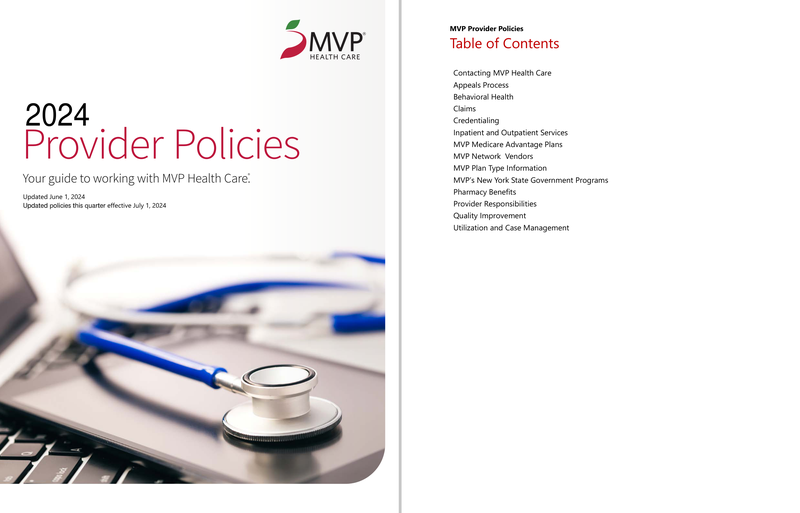 MVP®
HEALTH CARE
2024
Provider Policies
Your guide to working with MVP Health Care.
Updated June 1, 2024
Updated policies this quarter effective July 1, 2024
MVP Provider Policies
Table of Contents
Contacting MVP Health Care
Appeals Process
Behavioral Health
Claims
Credentialing
Inpatient and Outpatient Services
MVP Medicare Advantage Plans
MVP Network Vendors
MVP Plan Type Information
MVP's New York State Government Programs
Pharmacy Benefits
Provider Responsibilities
Quality Improvement
Utilization and Case Management